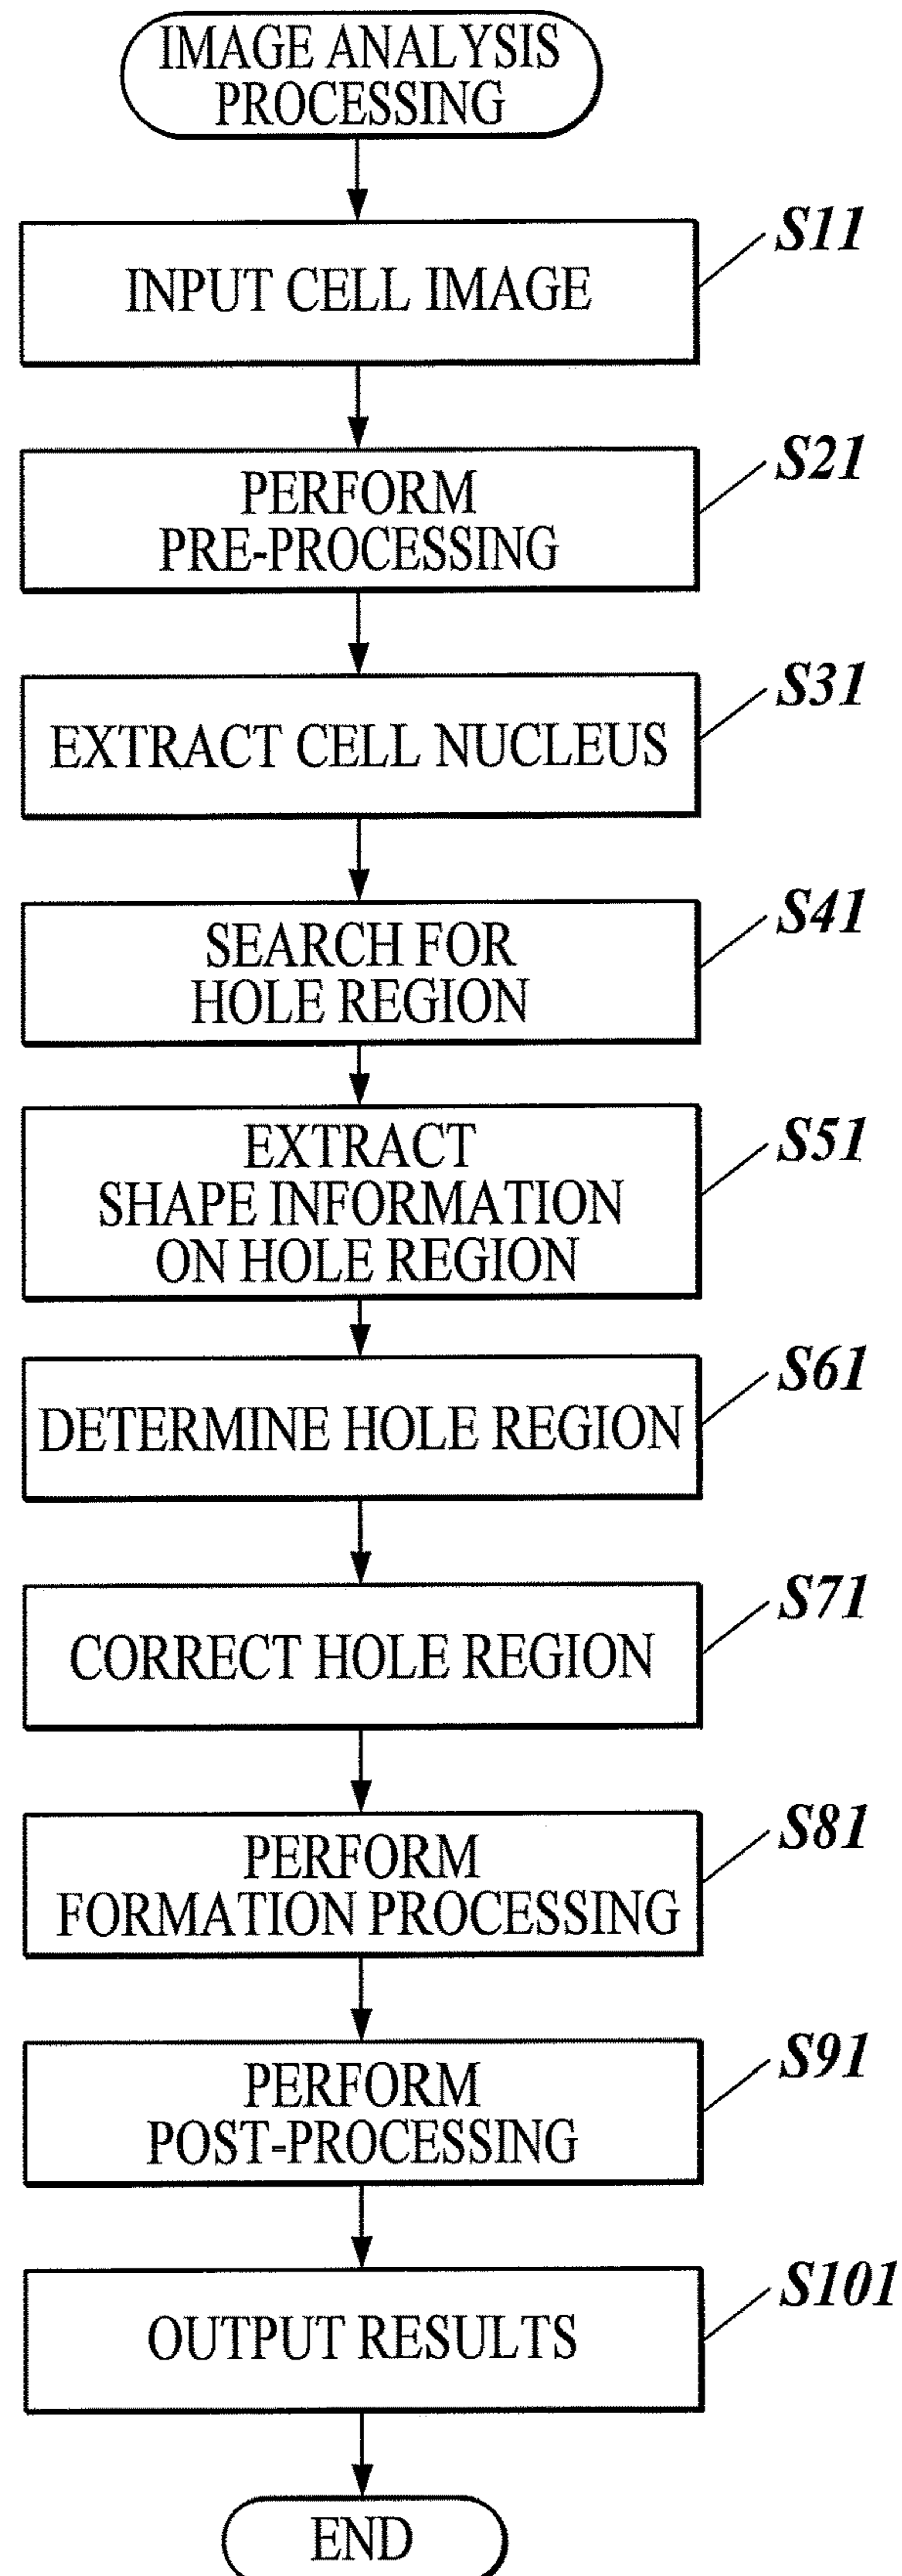 IMAGE ANALYSIS
PROCESSING
S11
INPUT CELL IMAGE
S21
PERFORM
PRE-PROCESSING
S31
EXTRACT CELL NUCLEUS
S41
SEARCH FOR
HOLE REGION
S51
EXTRACT
SHAPE INFORMATION
ON HOLE REGION
S61
DETERMINE HOLE REGION
S71
CORRECT HOLE REGION
S81
PERFORM
FORMATION PROCESSING
S91
PERFORM
POST-PROCESSING
S101
OUTPUT RESULTS
END